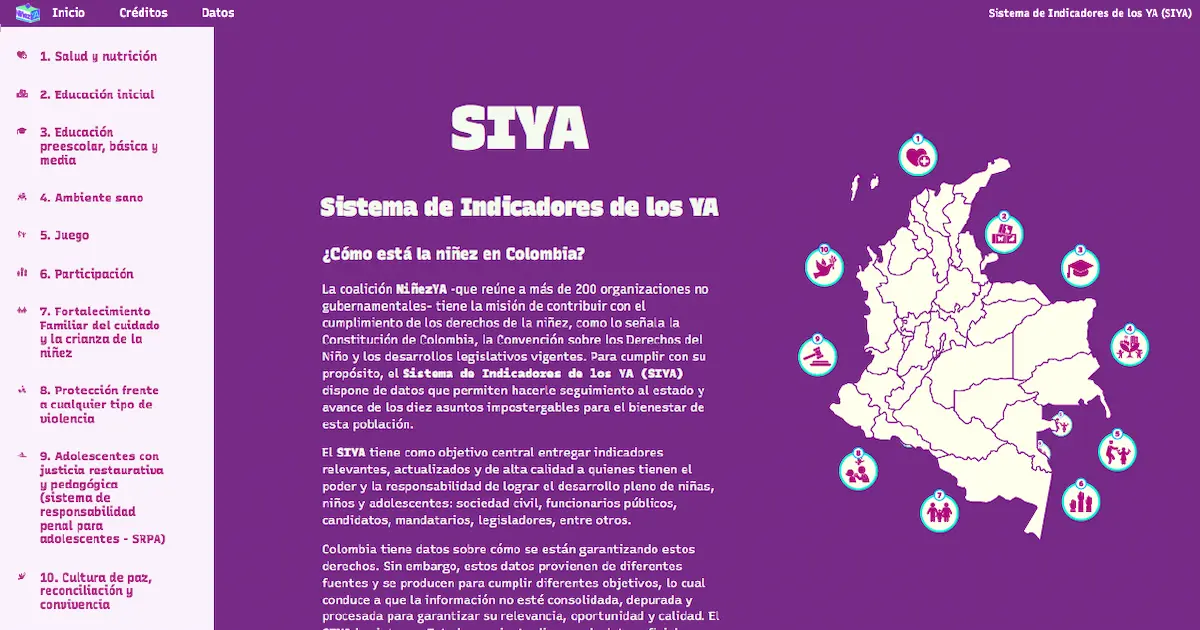 Inicio
Créditos
Datos
Sistema de Indicadores de los YA (SIYA)
1. Salud y nutrición
2. Educación inicial
3. Educación
preescolar, básica y
media
4. Ambiente sano
5. Juego
6. Participación
7. Fortalecimiento
Familiar del cuidado
y la crianza de la
niñez
8. Protección frente
a cualquier tipo de
violencia
9. Adolescentes con
justicia restaurativa
y pedagógica
(sistema de
responsabilidad
penal para
adolescentes - SRPA)
10. Cultura de paz,
reconciliación y
convivencia
SIYA
Sistema de Indicadores de los YA
¿Cómo está la niñez en Colombia?
La coalición NiñezYA -que reúne a más de 200 organizaciones no
gubernamentales- tiene la misión de contribuir con el
cumplimiento de los derechos de la niñez, como lo señala la
Constitución de Colombia, la Convención sobre los Derechos del
Niño y los desarrollos legislativos vigentes. Para cumplir con su
propósito, el Sistema de Indicadores de los YA (SIYA)
dispone de datos que permiten hacerle seguimiento al estado y
avance de los diez asuntos impostergables para el bienestar de
esta población.
El SIYA tiene como objetivo central entregar indicadores
relevantes, actualizados y de alta calidad a quienes tienen el
poder y la responsabilidad de lograr el desarrollo pleno de niñas,
niños y adolescentes: sociedad civil, funcionarios públicos,
candidatos, mandatarios, legisladores, entre otros.
Colombia tiene datos sobre cómo se están garantizando estos
derechos. Sin embargo, estos datos provienen de diferentes
fuentes y se producen para cumplir diferentes objetivos, lo cual
conduce a que la información no esté consolidada, depurada y
procesada para garantizar su relevancia, oportunidad y calidad. El
1
2
3
4
5
6
7
8
9
10